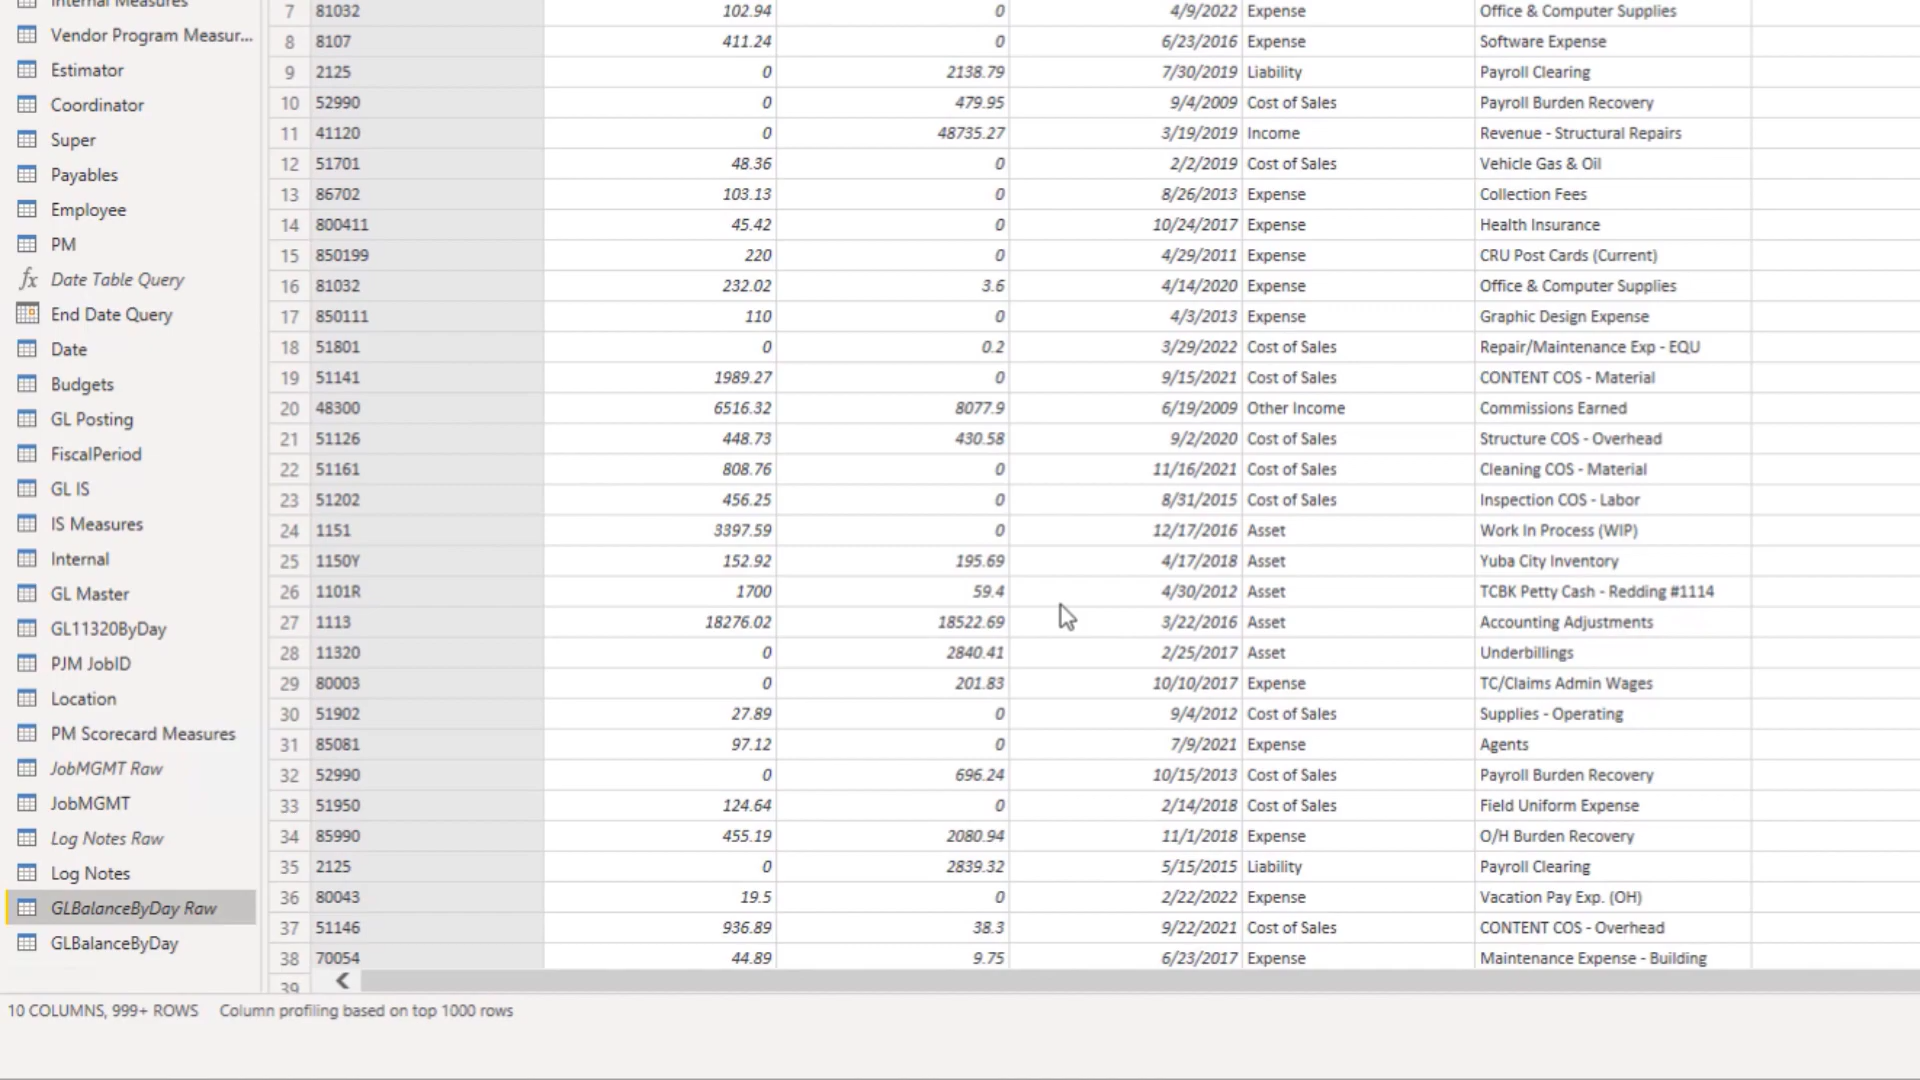 Internal Measures
Vendor Program Measur...
Estimator
Coordinator
Super
Payables
Employee
PM
fx Date Table Query
End Date Query
Date
Budgets
GL Posting
FiscalPeriod
GL IS
IS Measures
Internal
GL Master
GL11320ByDay
PJM JobID
Location
PM Scorecard Measures
JobMGMT Raw
JobMGMT
Log Notes Raw
Log Notes
GLBalanceByDay Raw
GLBalanceByDay
7 81032 102.94 0 4/9/2022 Expense Office & Computer Supplies
8 8107 411.24 0 6/23/2016 Expense Software Expense
9 2125 0 2138.79 7/30/2019 Liability Payroll Clearing
10 52990 0 479.95 9/4/2009 Cost of Sales Payroll Burden Recovery
11 41120 0 48735.27 3/19/2019 Income Revenue - Structural Repairs
12 51701 48.36 0 2/2/2019 Cost of Sales Vehicle Gas & Oil
13 86702 103.13 0 8/26/2013 Expense Collection Fees
14 800411 45.42 0 10/24/2017 Expense Health Insurance
15 850199 220 0 4/29/2011 Expense CRU Post Cards (Current)
16 81032 232.02 3.6 4/14/2020 Expense Office & Computer Supplies
17 850111 110 0 4/3/2013 Expense Graphic Design Expense
18 51801 0 0.2 3/29/2022 Cost of Sales Repair/Maintenance Exp - EQU
19 51141 1989.27 0 9/15/2021 Cost of Sales CONTENT COS - Material
20 48300 6516.32 8077.9 6/19/2009 Other Income Commissions Earned
21 51126 448.73 430.58 9/2/2020 Cost of Sales Structure COS - Overhead
22 51161 808.76 0 11/16/2021 Cost of Sales Cleaning COS - Material
23 51202 456.25 0 8/31/2015 Cost of Sales Inspection COS - Labor
24 1151 3397.59 0 12/17/2016 Asset Work In Process (WIP)
25 1150Y 152.92 195.69 4/17/2018 Asset Yuba City Inventory
26 1101R 1700 59.4 4/30/2012 Asset TCBK Petty Cash - Redding #1114
27 1113 18276.02 18522.69 3/22/2016 Asset Accounting Adjustments
28 11320 0 2840.41 2/25/2017 Asset Underbillings
29 80003 0 201.83 10/10/2017 Expense TC/Claims Admin Wages
30 51902 27.89 0 9/4/2012 Cost of Sales Supplies - Operating
31 85081 97.12 0 7/9/2021 Expense Agents
32 52990 0 696.24 10/15/2013 Cost of Sales Payroll Burden Recovery
33 51950 124.64 0 2/14/2018 Cost of Sales Field Uniform Expense
34 85990 455.19 2080.94 11/1/2018 Expense O/H Burden Recovery
35 2125 0 2839.32 5/15/2015 Liability Payroll Clearing
36 80043 19.5 0 2/22/2022 Expense Vacation Pay Exp. (OH)
37 51146 936.89 38.3 9/22/2021 Cost of Sales CONTENT COS - Overhead
38 70054 44.89 9.75 6/23/2017 Expense Maintenance Expense - Building
39
10 COLUMNS, 999+ ROWS Column profiling based on top 1000 rows